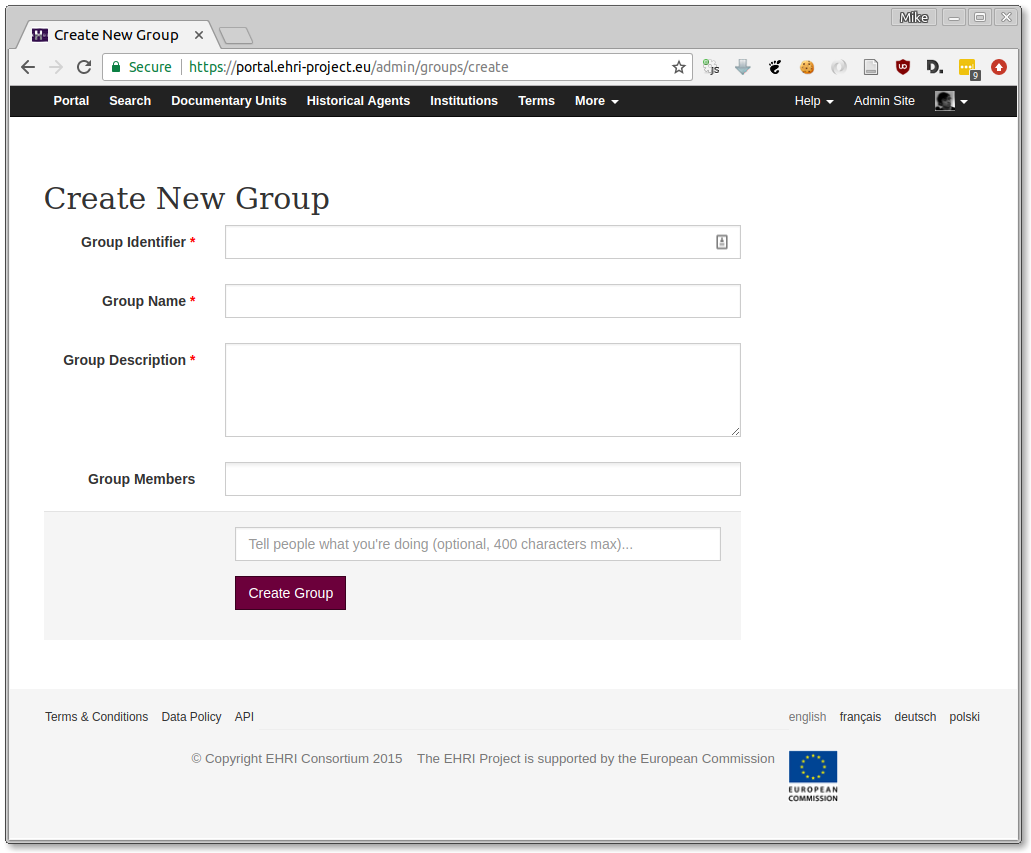 Mike
Create New Group
Secure https://portal.ehri-project.eu/admin/groups/create
JS D. 9
Portal Search Documentary Units Historical Agents Institutions Terms More Help Admin Site
Create New Group
Group Identifier *
Group Name *
Group Description *
Group Members
Tell people what you're doing (optional, 400 characters max)...
Create Group
Terms & Conditions Data Policy API english français deutsch polski
© Copyright EHRI Consortium 2015 The EHRI Project is supported by the European Commission
EUROPEAN
COMMISSION